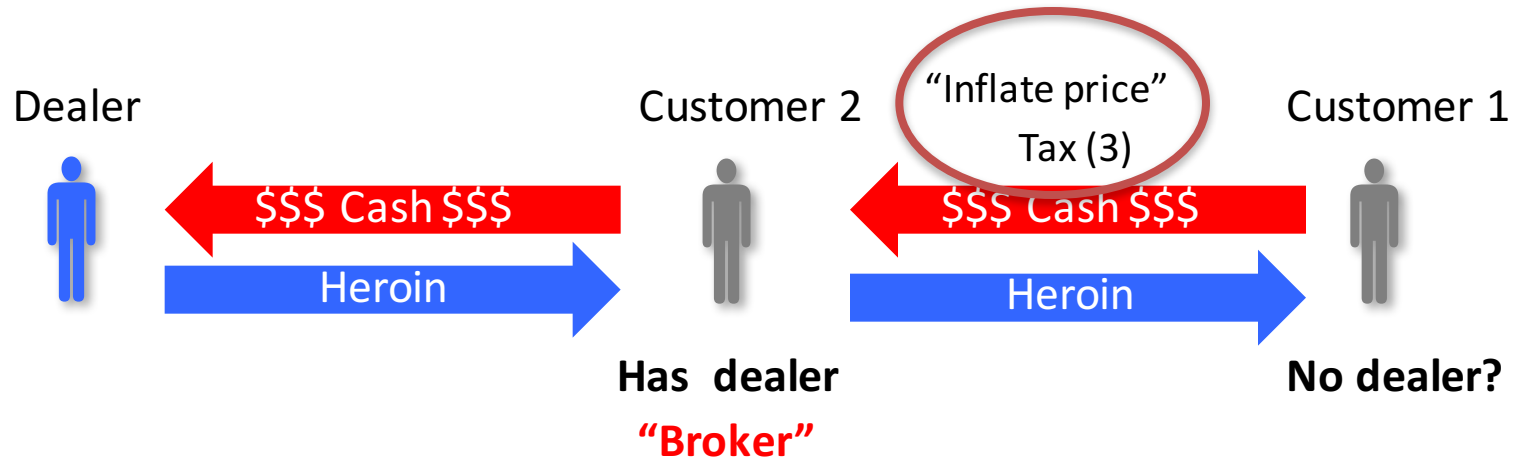 Dealer
Customer 2
“Inflate price”
Tax (3)
Customer 1
$$$ Cash $$$
$$$ Cash $$$
Heroin
Heroin
Has dealer
“Broker”
No dealer?